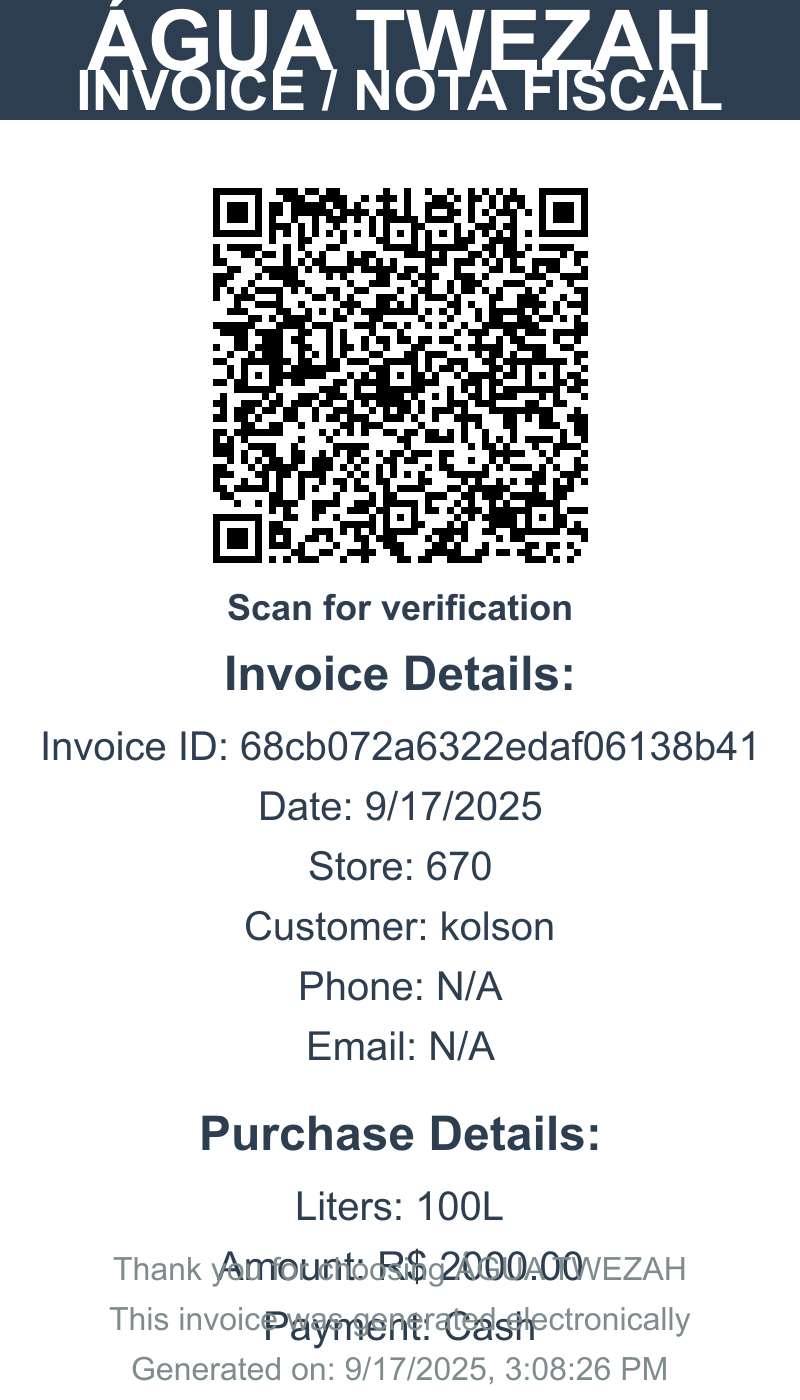 ÁGUA TWEZAH
INVOICE / NOTA FISCAL
Scan for verification
Invoice Details:
Invoice ID: 68cb072a6322edaf06138b41
Date: 9/17/2025
Store: 670
Customer: kolson
Phone: N/A
Email: N/A
Purchase Details:
Liters: 100L
Amount: R$ 2000.00
Thank you for choosing ÁGUA TWEZAH
This invoice was generated electronically
Payment: Cash
Generated on: 9/17/2025, 3:08:26 PM